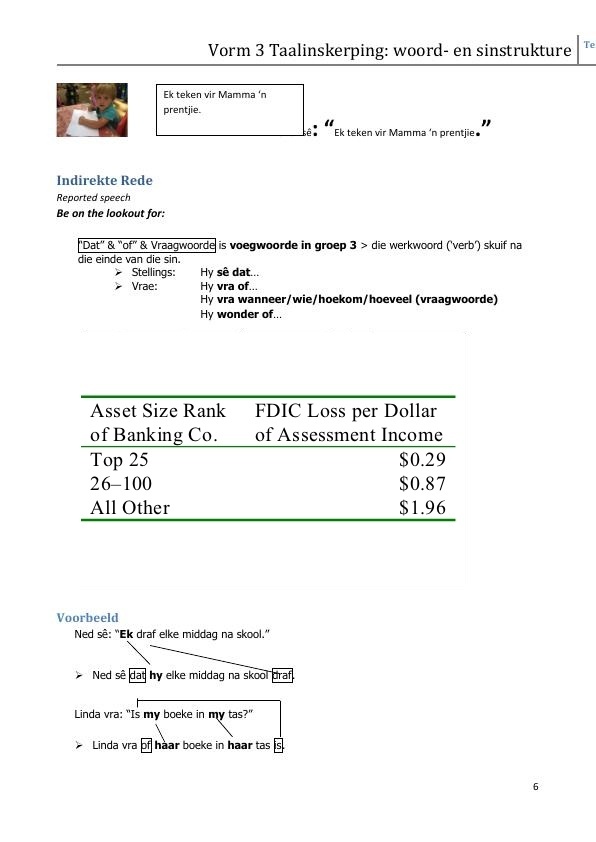 Vorm 3 Taalinskerping: woord- en sinstrukture
Te
Ek teken vir Mamma ‘n
prentjie.
sê: “Ek teken vir Mamma ‘n prentjie.”
Indirekte Rede
Reported speech
Be on the lookout for:
“Dat” & “of” & Vraagwoorde is voegwoorde in groep 3 > die werkwoord (‘verb’) skuif na
die einde van die sin.
➢ Stellings: Hy sê dat…
➢ Vrae: Hy vra of…
Hy vra wanneer/wie/hoekom/hoeveel (vraagwoorde)
Hy wonder of…
Asset Size Rank FDIC Loss per Dollar
of Banking Co. of Assessment Income
Top 25 $0.29
26–100 $0.87
All Other $1.96
Voorbeeld
Ned sê: “Ek draf elke middag na skool.”
➢ Ned sê dat hy elke middag na skool draf.
Linda vra: “Is my boeke in my tas?”
➢ Linda vra of haar boeke in haar tas is.
6